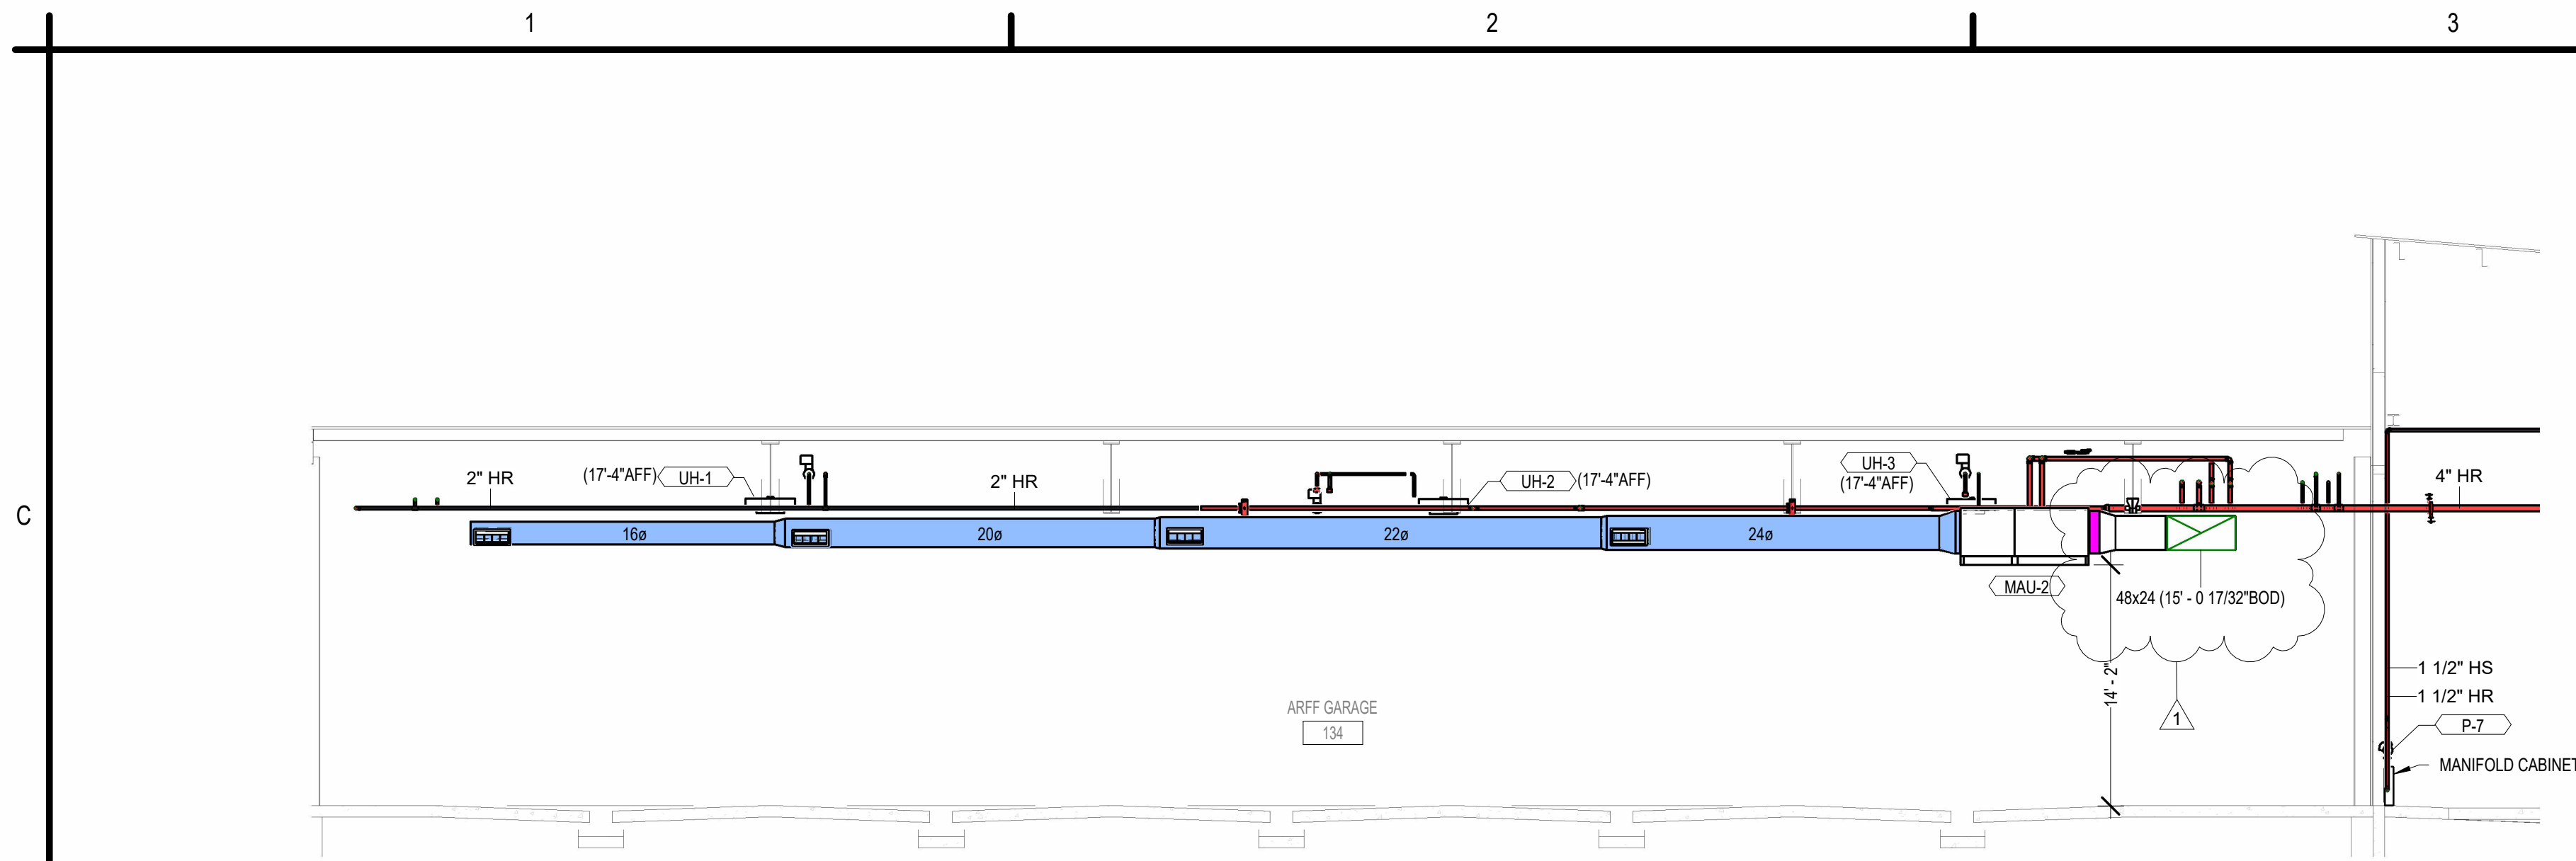 1
2
3
C
2" HR
(17'-4"AFF)
UH-1
2" HR
UH-2
(17'-4"AFF)
UH-3
(17'-4"AFF)
4" HR
16ø
20ø
22ø
24ø
MAU-2
48x24 (15' - 0 17/32"BOD)
14' - 2"
1
ARFF GARAGE
134
1 1/2" HS
1 1/2" HR
P-7
MANIFOLD CABINET